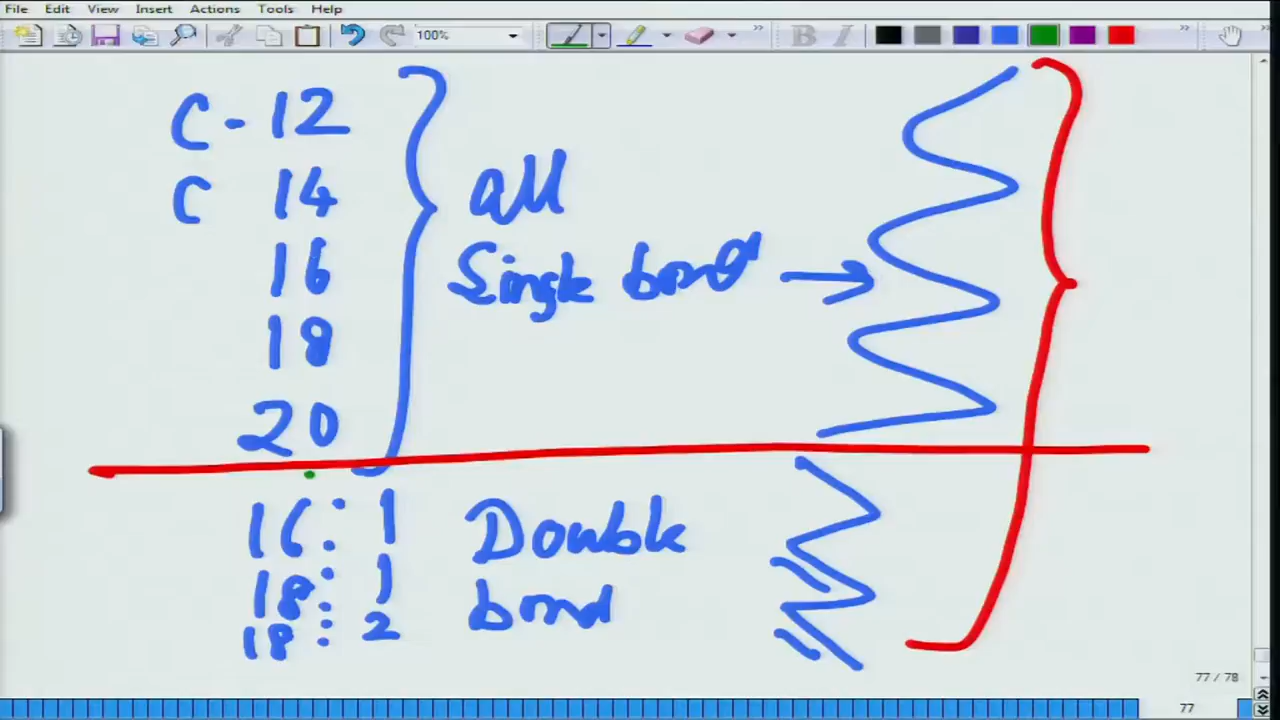 File Edit View Insert Actions Tools Help
100%
C - 12
C 14
16
18
20
all
Single bond
16 : 1
18 : 1
18 : 2
Double
bond
77 / 78
77